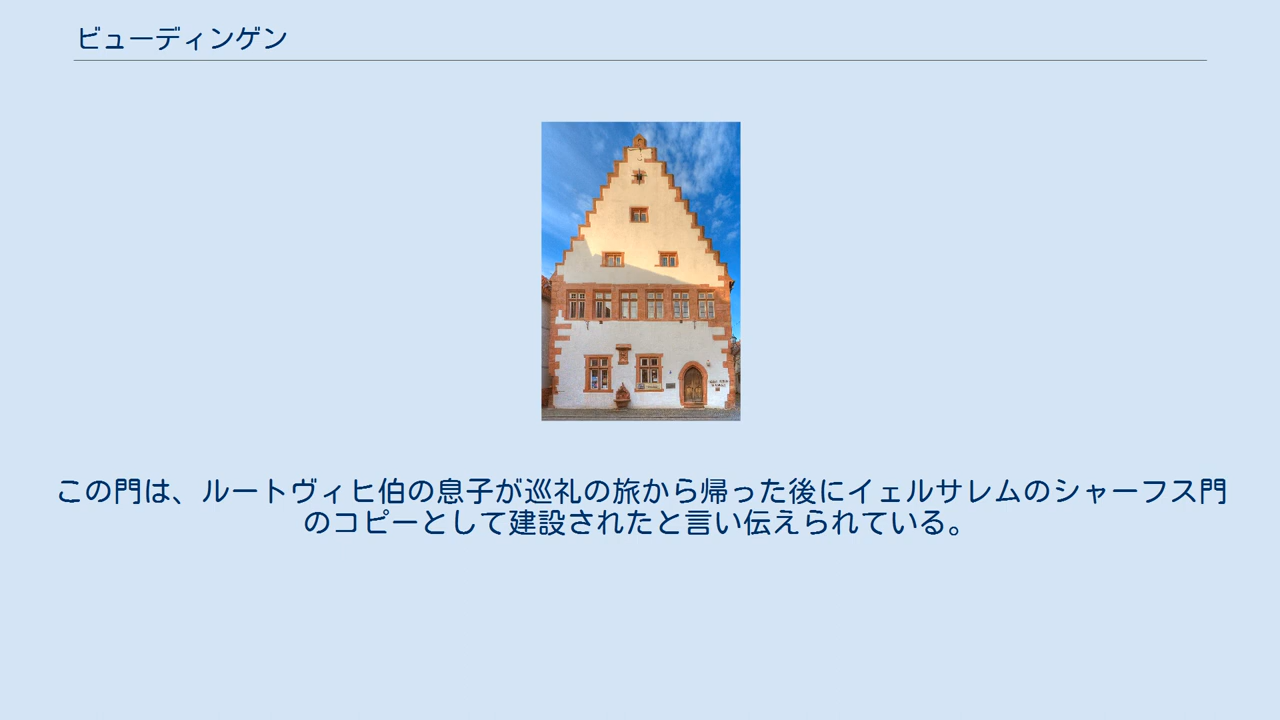 ビューディンゲン
この門は、ルートヴィヒ伯の息子が巡礼の旅から帰った後にイェルサレムのシャーフス門
のコピーとして建設されたと言い伝えられている。